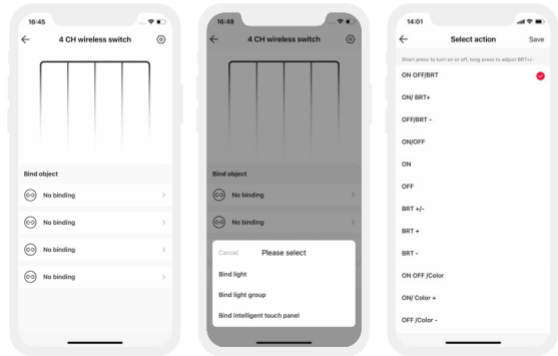 16:45
4 CH wireless switch
Bind object
No binding
No binding
No binding
No binding
16:48
4 CH wireless switch
Bind object
No binding
No binding
Cancel Please select
Bind light
Bind light group
Bind intelligent touch panel
14:01
Select action Save
Short press to turn on or off, long press to adjust BRT+/-
ON OFF/BRT
ON/ BRT+
OFF/BRT -
ON/OFF
ON
OFF
BRT +/-
BRT +
BRT -
ON OFF /Color
ON/ Color +
OFF /Color -